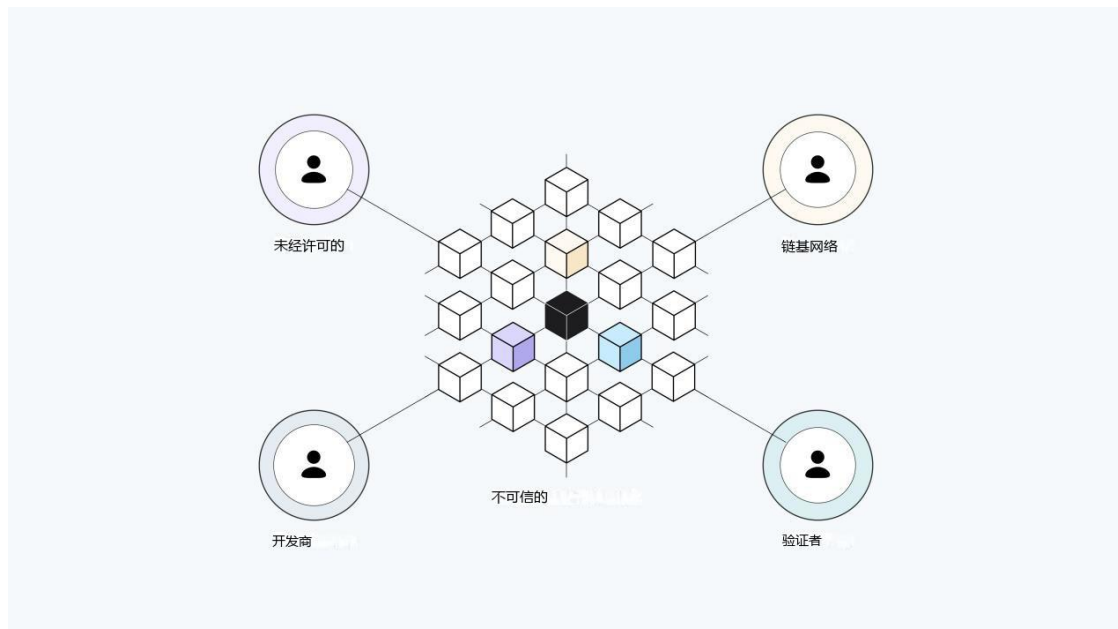 未经许可的
链基网络
不可信的
开发商
验证者